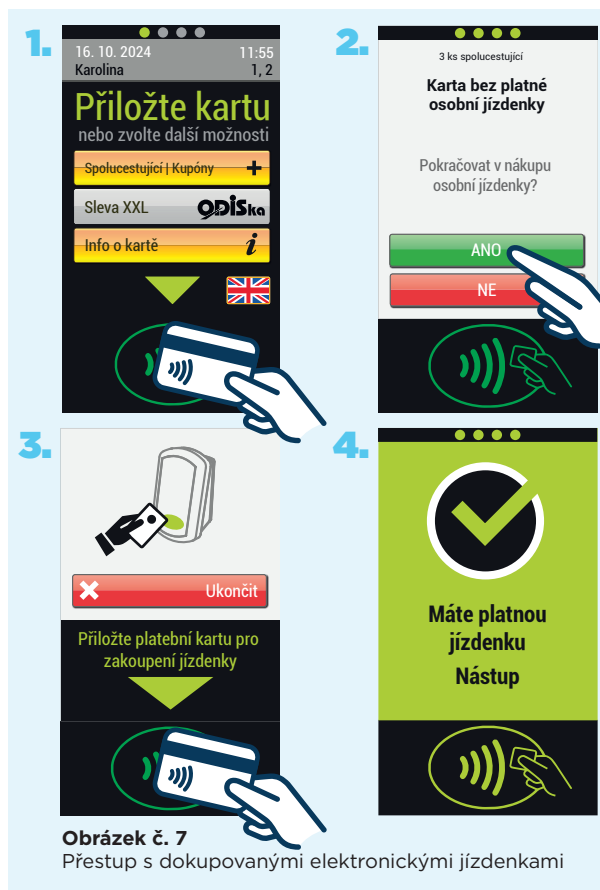 1.
16. 10. 2024 11:55
Karolina 1, 2
Přiložte kartu
nebo zvolte další možnosti
Spolucestující | Kupóny +
Sleva XXL ODISka
Info o kartě i
2.
3 ks spolucestující
Karta bez platné
osobní jízdenky
Pokračovat v nákupu
osobní jízdenky?
ANO
NE
3.
Ukončit
Přiložte platební kartu pro
zakoupení jízdenky
4.
Máte platnou
jízdenku
Nástup
Obrázek č. 7
Přestup s dokupovanými elektronickými jízdenkami